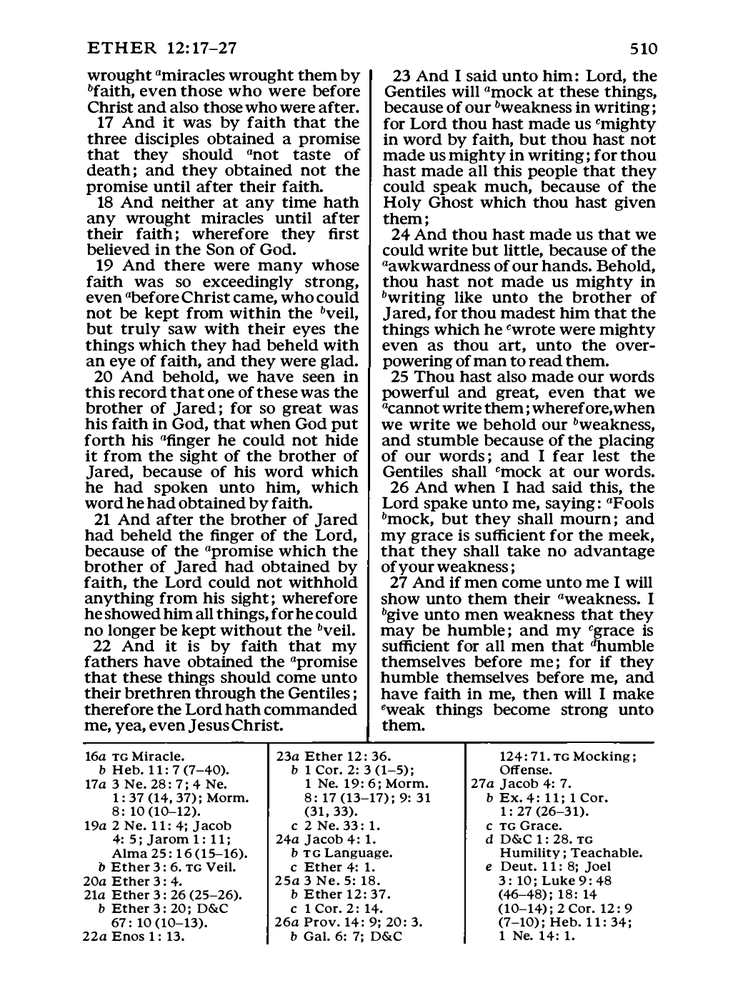 ETHER 12:17–27
510
wrought ᵃmiracles wrought them by
ᵇfaith, even those who were before
Christ and also those who were after.
17 And it was by faith that the
three disciples obtained a promise
that they should ᵃnot taste of
death; and they obtained not the
promise until after their faith.
18 And neither at any time hath
any wrought miracles until after
their faith; wherefore they first
believed in the Son of God.
19 And there were many whose
faith was so exceedingly strong,
even ᵃbefore Christ came, who could
not be kept from within the ᵇveil,
but truly saw with their eyes the
things which they had beheld with
an eye of faith, and they were glad.
20 And behold, we have seen in
this record that one of these was the
brother of Jared; for so great was
his faith in God, that when God put
forth his ᵃfinger he could not hide
it from the sight of the brother of
Jared, because of his word which
he had spoken unto him, which
word he had obtained by faith.
21 And after the brother of Jared
had beheld the finger of the Lord,
because of the ᵃpromise which the
brother of Jared had obtained by
faith, the Lord could not withhold
anything from his sight; wherefore
he showed him all things, for he could
no longer be kept without the ᵇveil.
22 And it is by faith that my
fathers have obtained the ᵃpromise
that these things should come unto
their brethren through the Gentiles;
therefore the Lord hath commanded
me, yea, even Jesus Christ.
23 And I said unto him: Lord, the
Gentiles will ᵃmock at these things,
because of our ᵇweakness in writing;
for Lord thou hast made us ᶜmighty
in word by faith, but thou hast not
made us mighty in writing; for thou
hast made all this people that they
could speak much, because of the
Holy Ghost which thou hast given
them;
24 And thou hast made us that we
could write but little, because of the
ᵃawkwardness of our hands. Behold,
thou hast not made us mighty in
ᵇwriting like unto the brother of
Jared, for thou madest him that the
things which he ᶜwrote were mighty
even as thou art, unto the over-
powering of man to read them.
25 Thou hast also made our words
powerful and great, even that we
ᵃcannot write them; wherefore, when
we write we behold our ᵇweakness,
and stumble because of the placing
of our words; and I fear lest the
Gentiles shall ᶜmock at our words.
26 And when I had said this, the
Lord spake unto me, saying: ᵃFools
ᵇmock, but they shall mourn; and
my grace is sufficient for the meek,
that they shall take no advantage
of your weakness;
27 And if men come unto me I will
show unto them their ᵃweakness. I
ᵇgive unto men weakness that they
may be humble; and my ᶜgrace is
sufficient for all men that ᵈhumble
themselves before me; for if they
humble themselves before me, and
have faith in me, then will I make
ᵉweak things become strong unto
them.
16a TG Miracle.
b Heb. 11: 7 (7–40).
17a 3 Ne. 28: 7; 4 Ne.
1: 37 (14, 37); Morm.
8: 10 (10–12).
19a 2 Ne. 11: 4; Jacob
4: 5; Jarom 1: 11;
Alma 25: 16 (15–16).
b Ether 3: 6. TG Veil.
20a Ether 3: 4.
21a Ether 3: 26 (25–26).
b Ether 3: 20; D&C
67: 10 (10–13).
22a Enos 1: 13.
23a Ether 12: 36.
b 1 Cor. 2: 3 (1–5);
1 Ne. 19: 6; Morm.
8: 17 (13–17); 9: 31
(31, 33).
c 2 Ne. 33: 1.
24a Jacob 4: 1.
b TG Language.
c Ether 4: 1.
25a 3 Ne. 5: 18.
b Ether 12: 37.
c 1 Cor. 2: 14.
26a Prov. 14: 9; 20: 3.
b Gal. 6: 7; D&C
124: 71. TG Mocking;
Offense.
27a Jacob 4: 7.
b Ex. 4: 11; 1 Cor.
1: 27 (26–31).
c TG Grace.
d D&C 1: 28. TG
Humility; Teachable.
e Deut. 11: 8; Joel
3: 10; Luke 9: 48
(46–48); 18: 14
(10–14); 2 Cor. 12: 9
(7–10); Heb. 11: 34;
1 Ne. 14: 1.